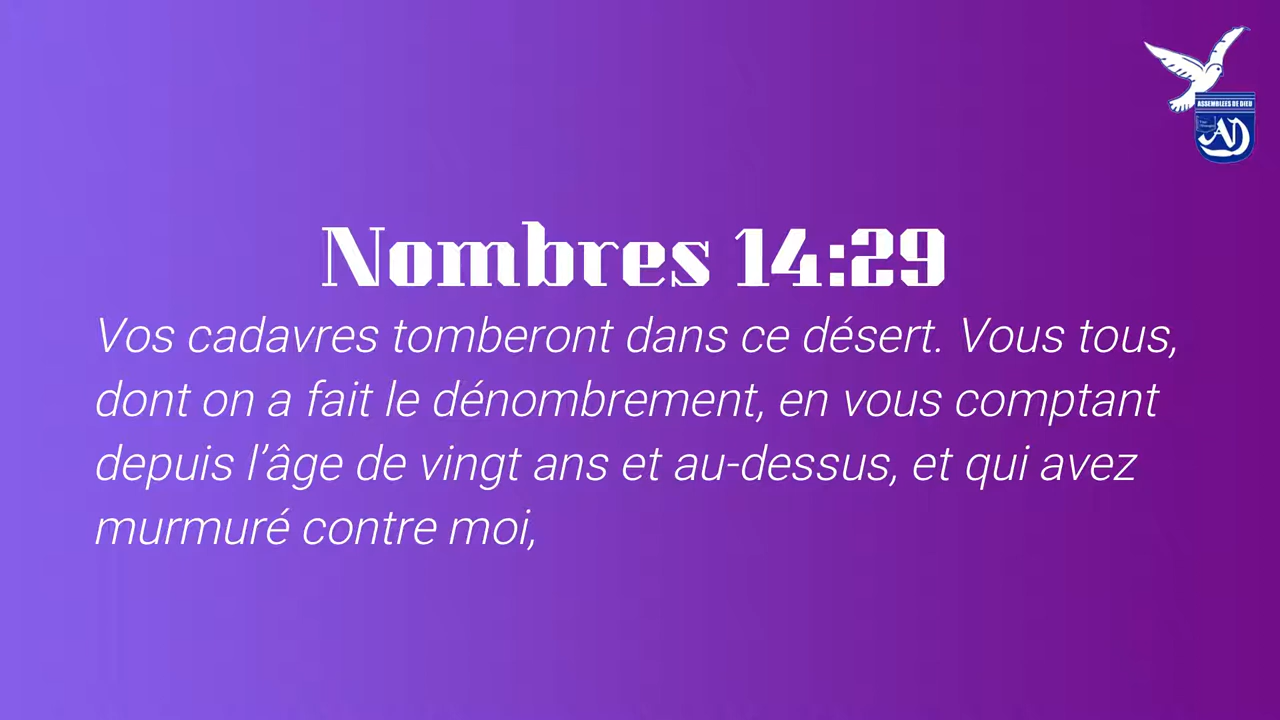 ASSEMBLEES DE DIEU
AD
Nombres 14:29
Vos cadavres tomberont dans ce désert. Vous tous,
dont on a fait le dénombrement, en vous comptant
depuis l’âge de vingt ans et au-dessus, et qui avez
murmuré contre moi,